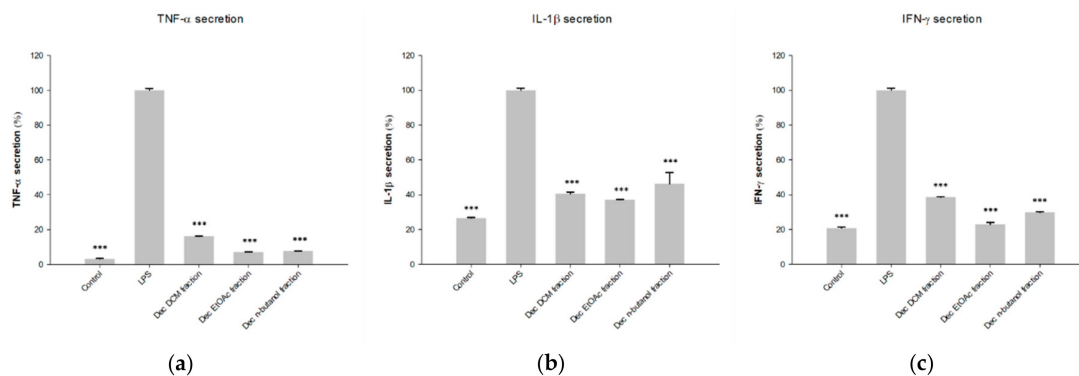 TNF-α secretion
TNF-α secretion (%)
120
100
80
60
40
20
0
***
***
***
***
Control
LPS
Dec DCM fraction
Dec EtOAc fraction
Dec n-butanol fraction
(a)
IL-1β secretion
IL-1β secretion (%)
120
100
80
60
40
20
0
***
***
***
***
Control
LPS
Dec DCM fraction
Dec EtOAc fraction
Dec n-butanol fraction
(b)
IFN-γ secretion
IFN-γ secretion (%)
120
100
80
60
40
20
0
***
***
***
***
Control
LPS
Dec DCM fraction
Dec EtOAc fraction
Dec n-butanol fraction
(c)